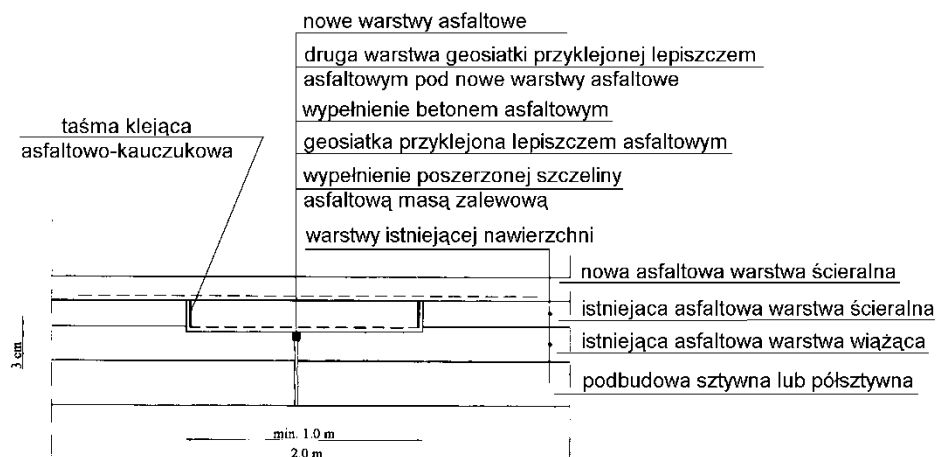 nowe warstwy asfaltowe
druga warstwa geosiatki przyklejonej lepiszczem
asfaltowym pod nowe warstwy asfaltowe
wypełnienie betonem asfaltowym
taśma klejąca
asfaltowo-kauczukowa
geosiatka przyklejona lepiszczem asfaltowym
wypełnienie poszerzonej szczeliny
asfaltową masą zalewową
warstwy istniejącej nawierzchni
nowa asfaltowa warstwa ścieralna
istniejaca asfaltowa warstwa ścieralna
istniejąca asfaltowa warstwa wiążąca
podbudowa sztywna lub półsztywna
3 cm
min. 1.0 m
2.0 m